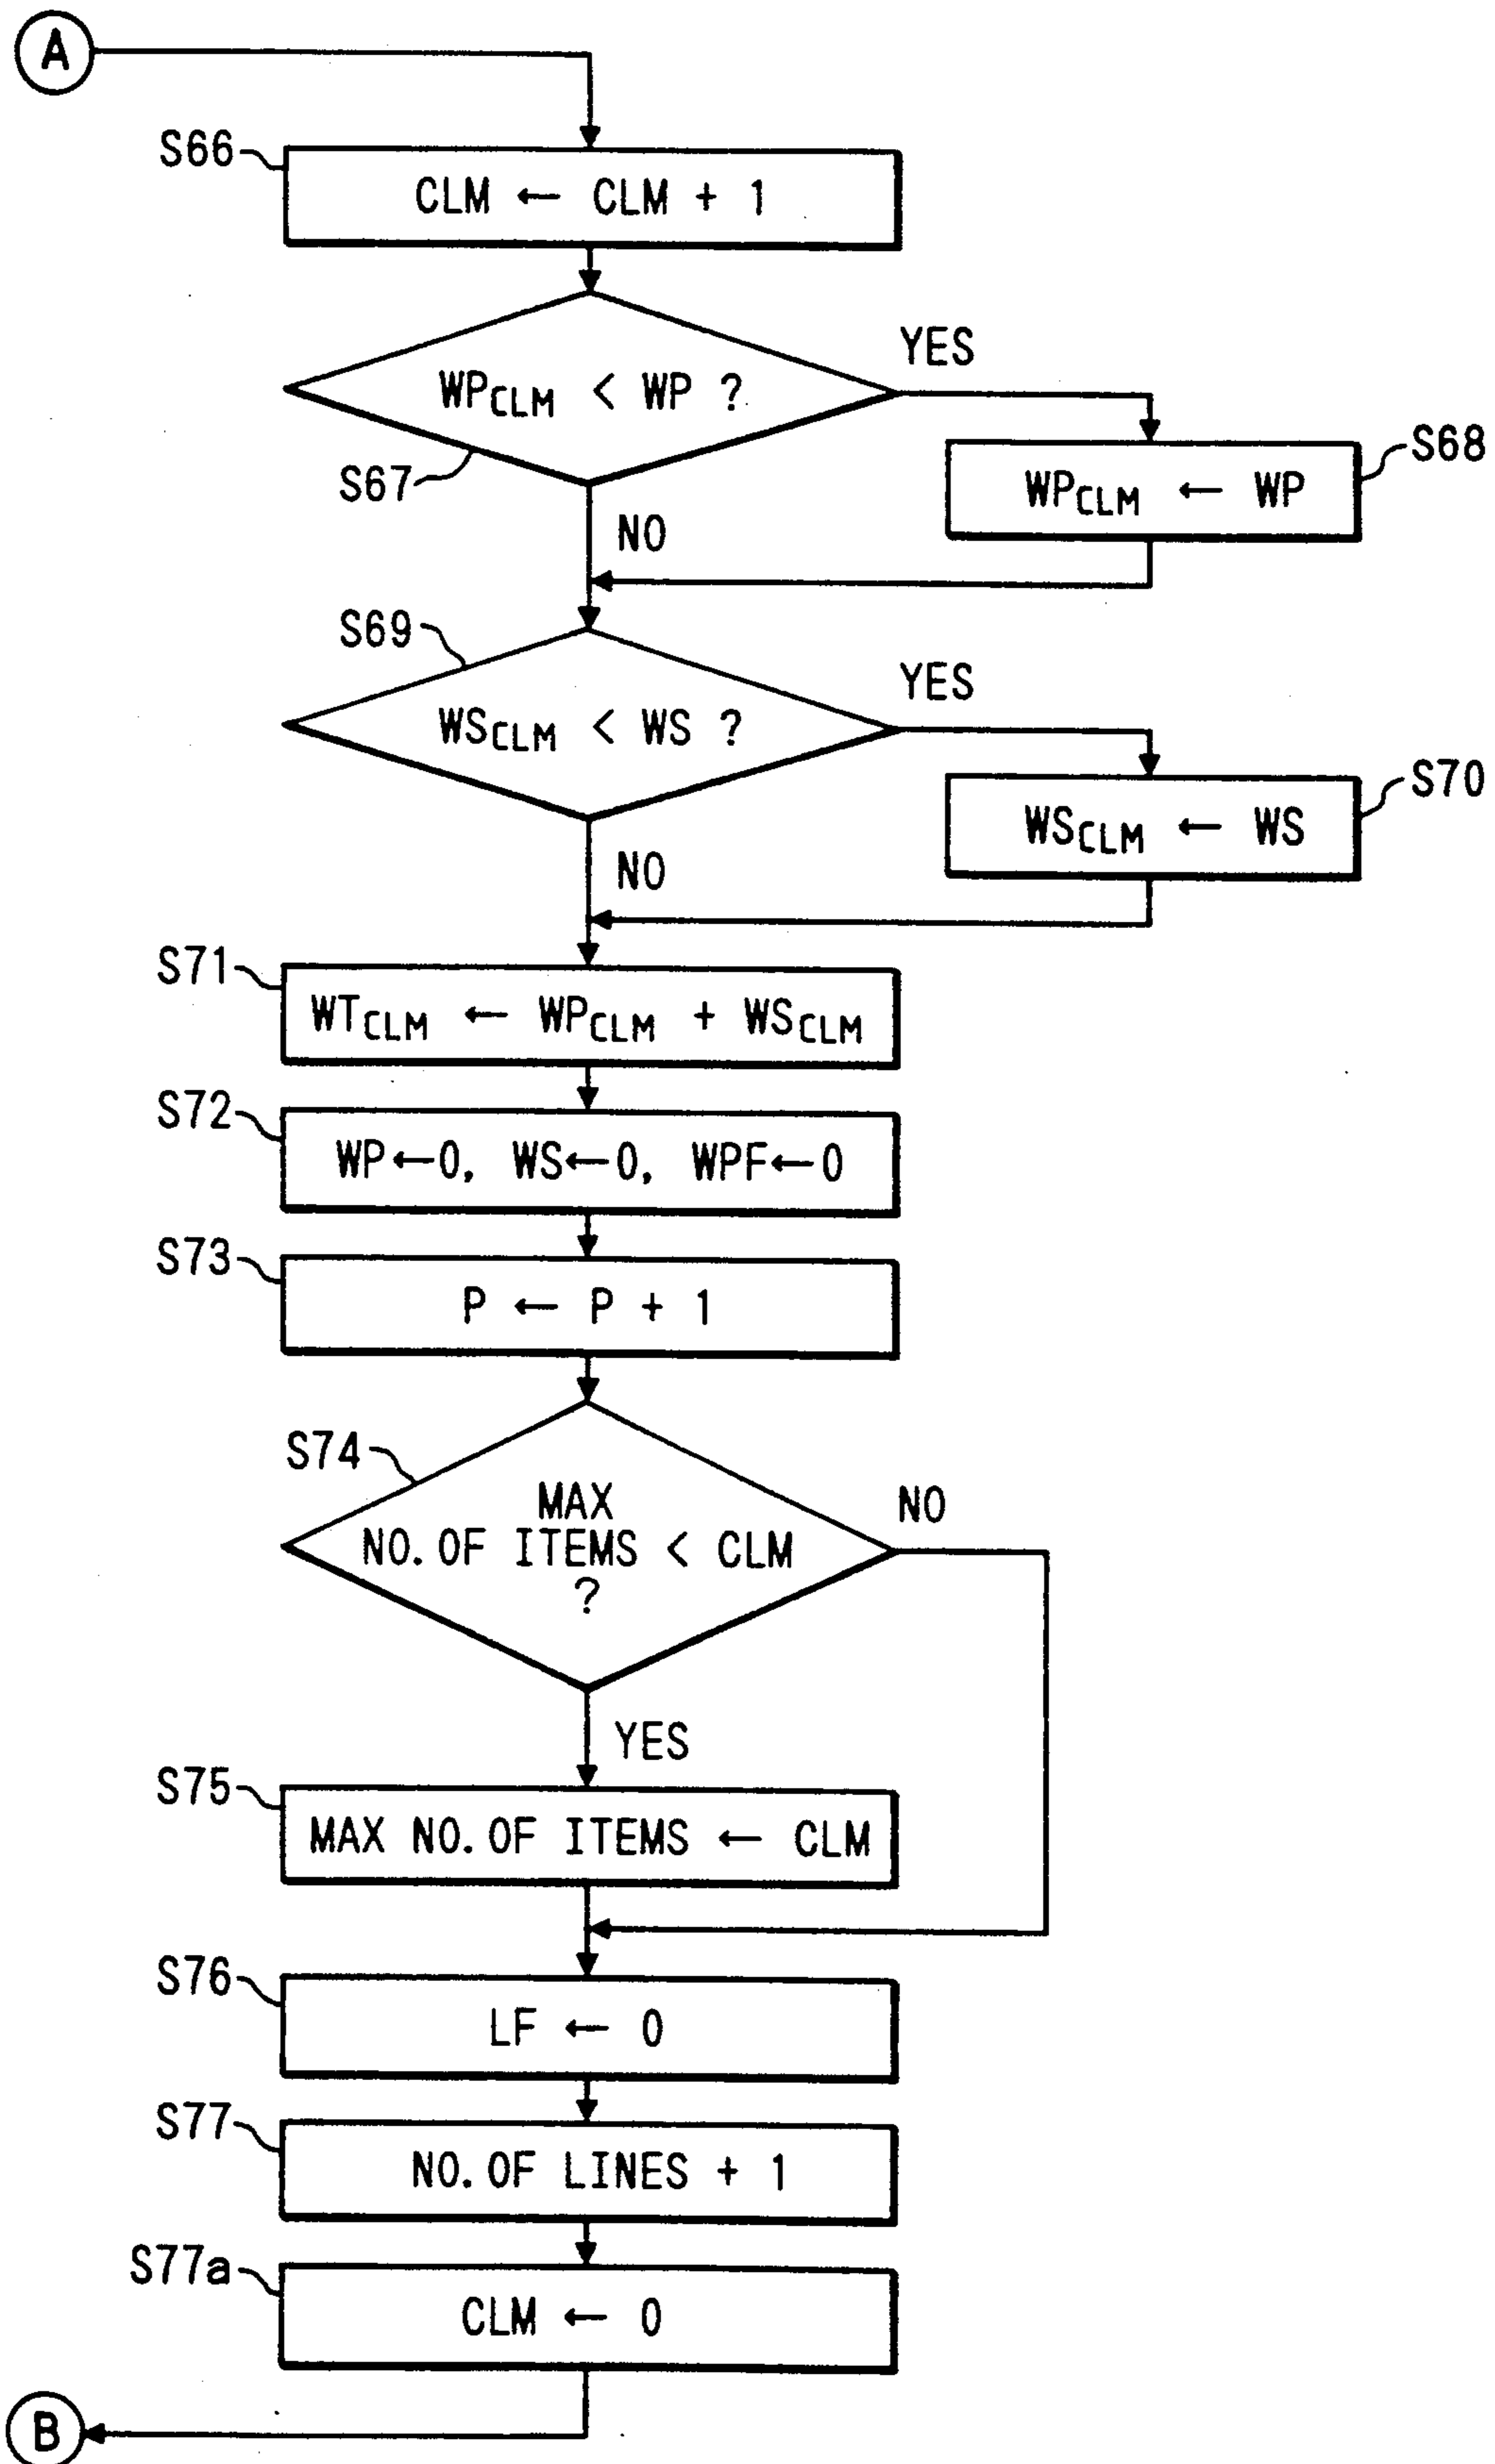 A
S66
CLM ← CLM + 1
WPCLM < WP ?
YES
S67
S68
WPCLM ← WP
NO
S69
WSCLM < WS ?
YES
S70
WSCLM ← WS
NO
S71
WTCLM ← WPCLM + WSCLM
S72
WP←0, WS←0, WPF←0
S73
P ← P + 1
S74
MAX
NO.OF ITEMS < CLM
?
NO
YES
S75
MAX NO.OF ITEMS ← CLM
S76
LF ← 0
S77
NO.OF LINES + 1
S77a
CLM ← 0
B